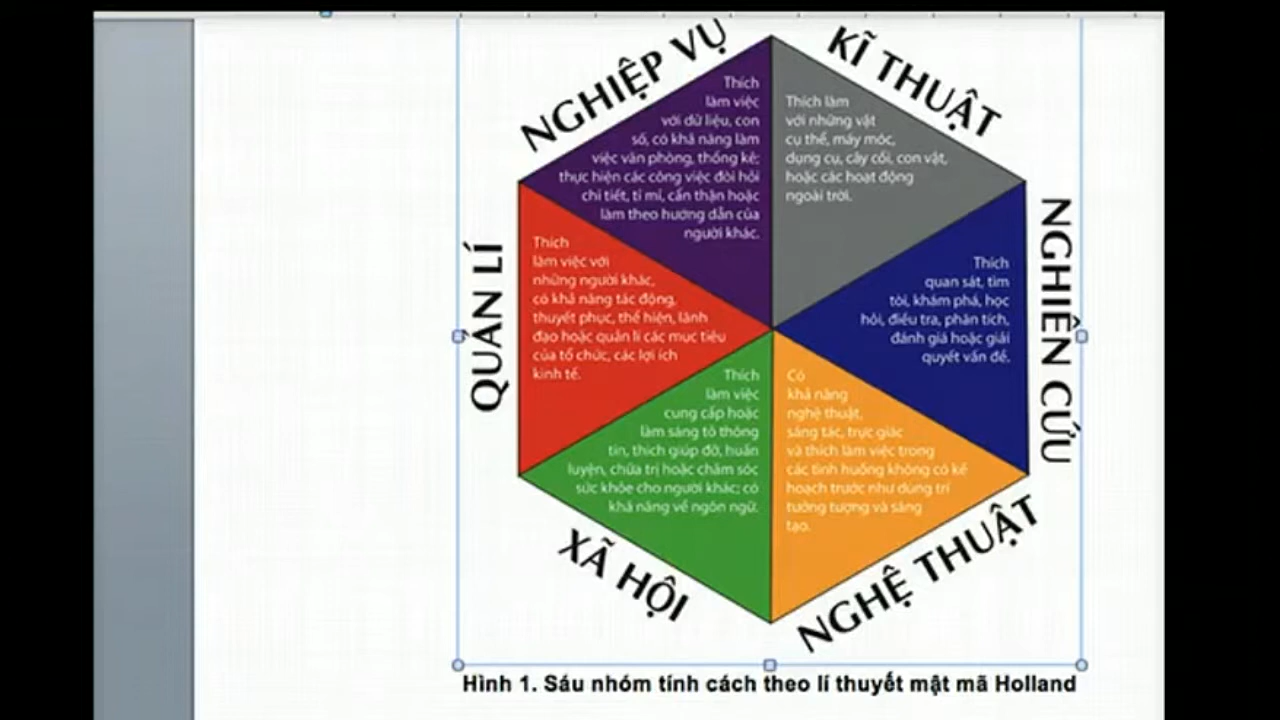 NGHIỆP VỤ
Thích
làm việc
với dữ liệu, con
số, có khả năng làm
việc văn phòng, thống kê;
thực hiện các công việc đòi hỏi
chi tiết, tỉ mỉ, cẩn thận hoặc
làm theo hướng dẫn của
người khác.
KĨ THUẬT
Thích làm
với những vật
cụ thể, máy móc,
dụng cụ, cây cối, con vật,
hoặc các hoạt động
ngoài trời.
NGHIÊN CỨU
Thích
quan sát, tìm
tòi, khám phá, học
hỏi, điều tra, phân tích,
đánh giá hoặc giải
quyết vấn đề.
NGHỆ THUẬT
Có
khả năng
nghệ thuật,
sáng tác, trực giác
và thích làm việc trong
các tình huống không có kế
hoạch trước như dùng trí
tưởng tượng và sáng
tạo.
XÃ HỘI
Thích
làm việc
cung cấp hoặc
làm sáng tỏ thông
tin, thích giúp đỡ, huấn
luyện, chữa trị hoặc chăm sóc
sức khỏe cho người khác; có
khả năng về ngôn ngữ.
QUẢN LÍ
Thích
làm việc với
những người khác,
có khả năng tác động,
thuyết phục, thể hiện, lãnh
đạo hoặc quản lí các mục tiêu
của tổ chức, các lợi ích
kinh tế.
Hình 1. Sáu nhóm tính cách theo lí thuyết mật mã Holland